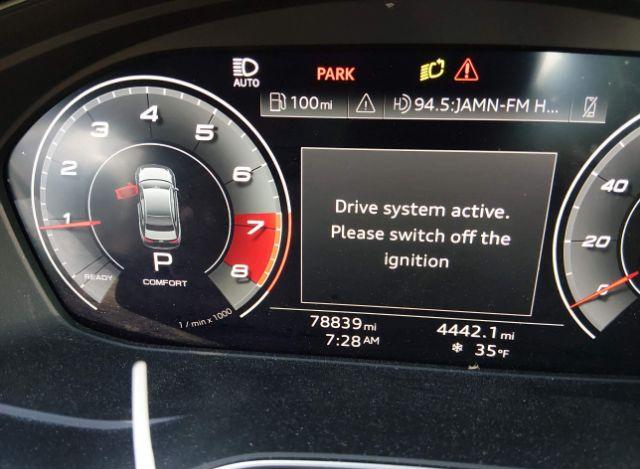 AUTO
PARK
100mi
94.5:JAMN-FM H...
1
2
3
4
5
6
7
8
READY
P
COMFORT
1 / min x 1000
Drive system active.
Please switch off the
ignition
40
20
0
78839mi
4442.1mi
7:28AM
35°F